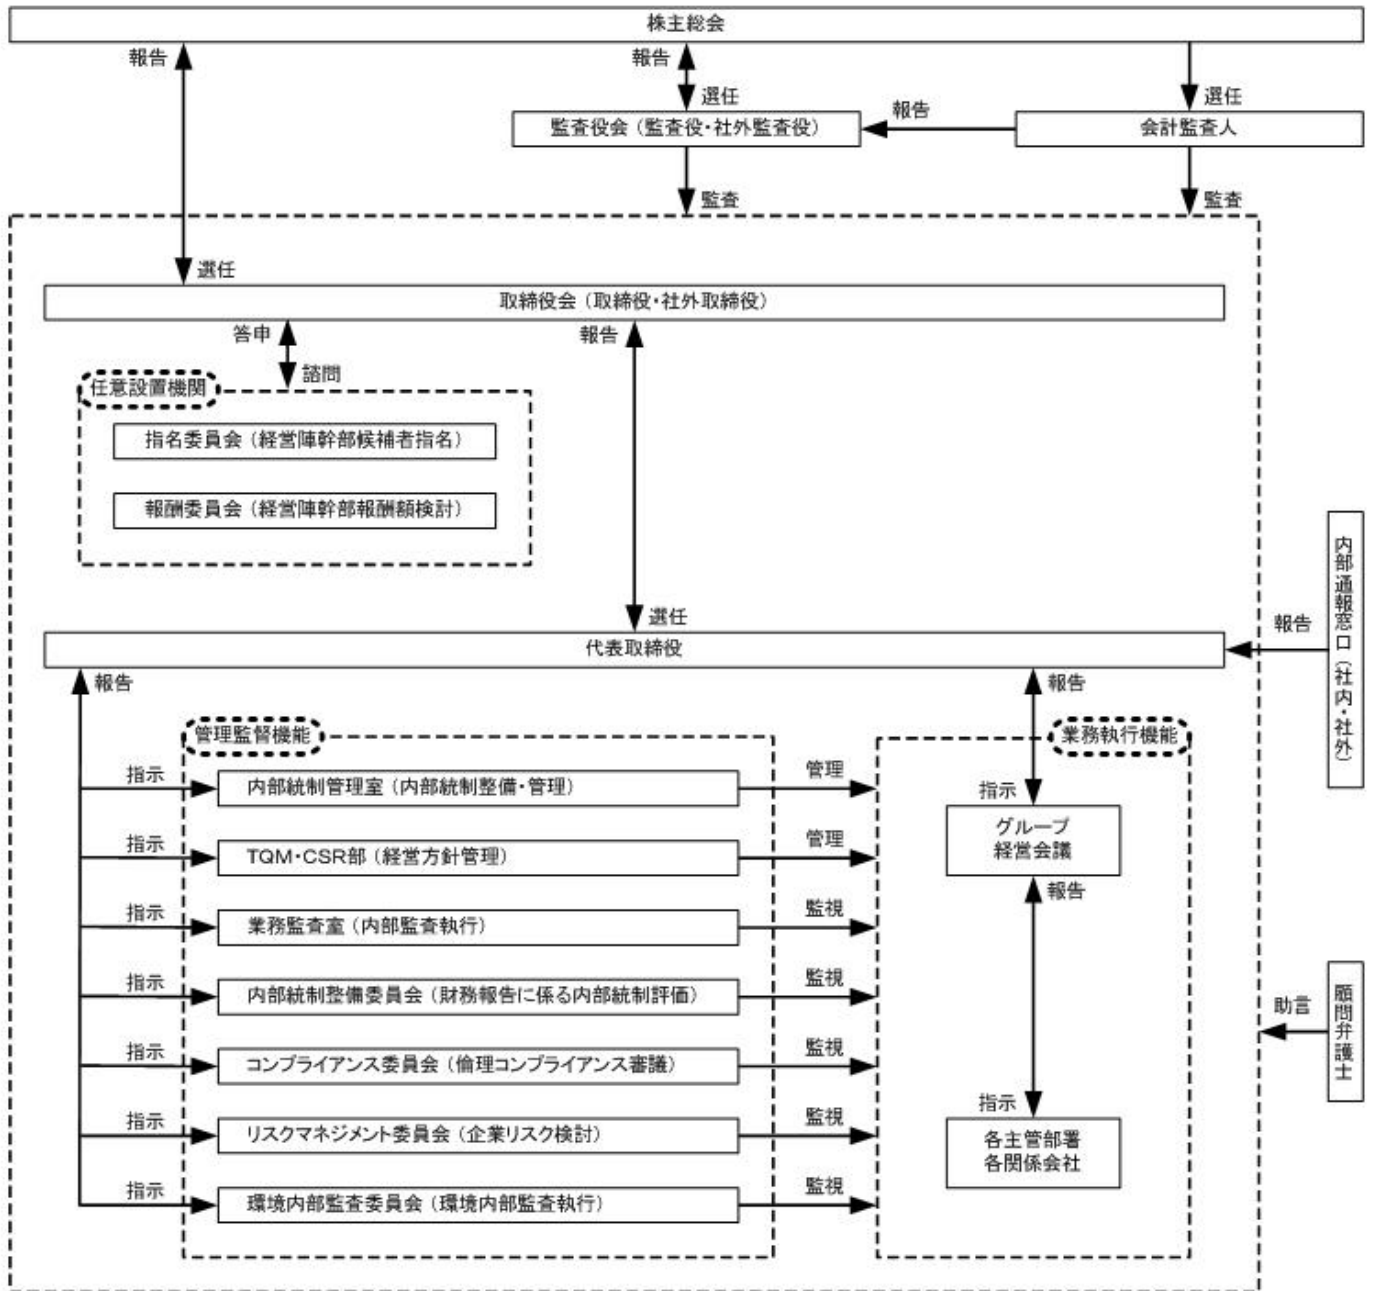 株主総会
報告
報告
選任
選任
監査役会（監査役・社外監査役）
報告
会計監査人
監査
監査
選任
取締役会（取締役・社外取締役）
答申
報告
諮問
任意設置機関
指名委員会（経営陣幹部候補者指名）
報酬委員会（経営陣幹部報酬額検討）
選任
代表取締役
報告
内部通報窓口（社内・社外）
報告
報告
管理監督機能
業務執行機能
指示
内部統制管理室（内部統制整備・管理）
管理
指示
グループ
経営会議
指示
TQM・CSR部（経営方針管理）
管理
報告
指示
業務監査室（内部監査執行）
監視
指示
内部統制整備委員会（財務報告に係る内部統制評価）
監視
助言
顧問弁護士
指示
コンプライアンス委員会（倫理コンプライアンス審議）
監視
指示
指示
リスクマネジメント委員会（企業リスク検討）
監視
各主管部署
各関係会社
指示
環境内部監査委員会（環境内部監査執行）
監視